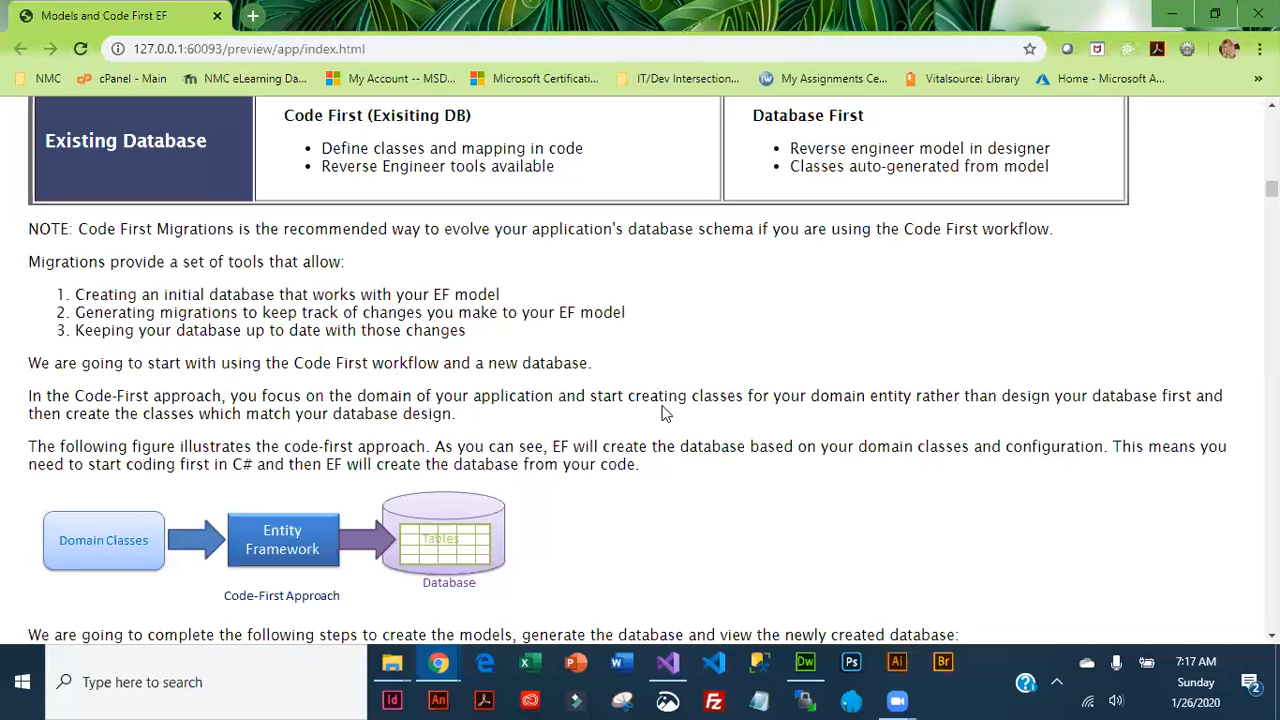 Models and Code First EF
127.0.0.1:60093/preview/app/index.html
NMC
cPanel - Main
NMC eLearning Da...
My Account -- MSD...
Microsoft Certificati...
IT/Dev Intersection...
My Assignments Ce...
Vitalsource: Library
Home - Microsoft A...
»
Existing Database
Code First (Exisiting DB)
• Define classes and mapping in code
• Reverse Engineer tools available
Database First
• Reverse engineer model in designer
• Classes auto-generated from model
NOTE: Code First Migrations is the recommended way to evolve your application's database schema if you are using the Code First workflow.
Migrations provide a set of tools that allow:
1. Creating an initial database that works with your EF model
2. Generating migrations to keep track of changes you make to your EF model
3. Keeping your database up to date with those changes
We are going to start with using the Code First workflow and a new database.
In the Code-First approach, you focus on the domain of your application and start creating classes for your domain entity rather than design your database first and
then create the classes which match your database design.
The following figure illustrates the code-first approach. As you can see, EF will create the database based on your domain classes and configuration. This means you
need to start coding first in C# and then EF will create the database from your code.
Domain Classes
Entity
Framework
Tables
Database
Code-First Approach
We are going to complete the following steps to create the models, generate the database and view the newly created database:
Type here to search
Dw
Ps
Ai
Br
Id
An
7:17 AM
Sunday
1/26/2020
2